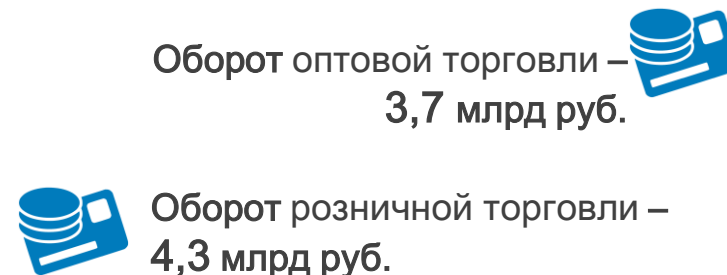 Оборот оптовой торговли –
3,7 млрд руб.
Оборот розничной торговли –
4,3 млрд руб.